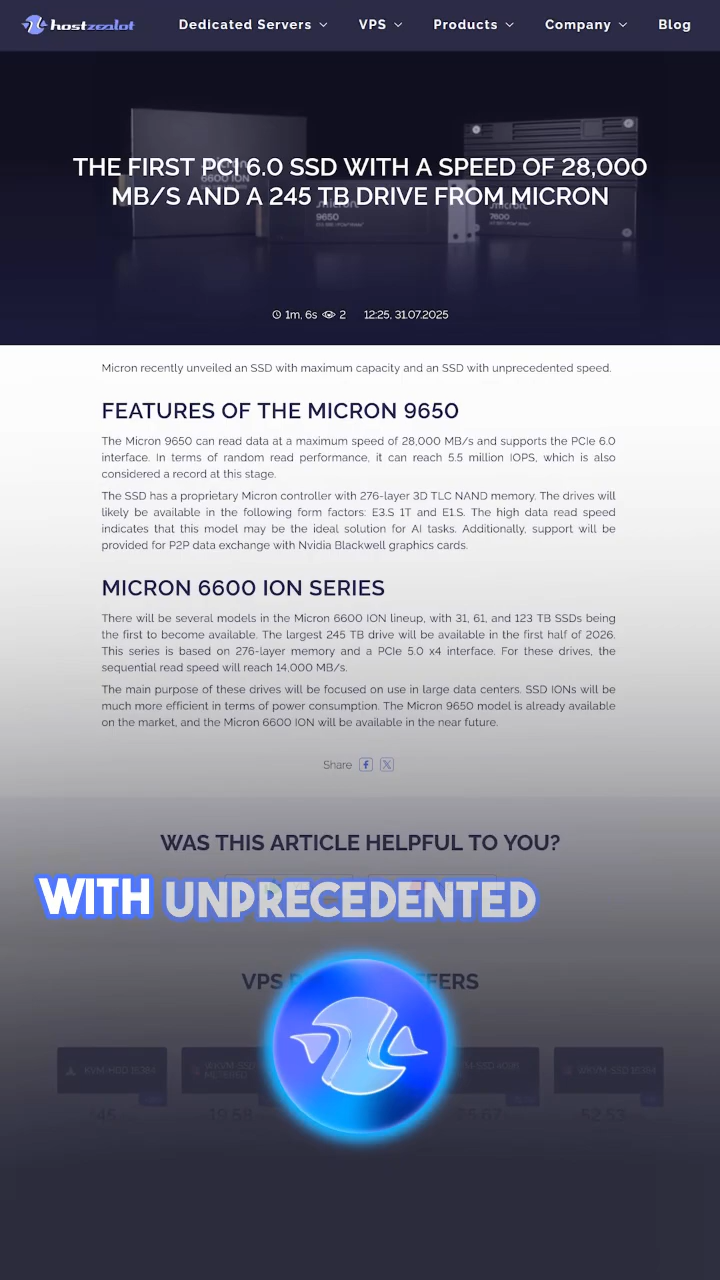 hostzealot
Dedicated Servers
VPS
Products
Company
Blog
THE FIRST PCI 6.0 SSD WITH A SPEED OF 28,000
MB/S AND A 245 TB DRIVE FROM MICRON
6600 ION
9650
7600
1m, 6s 2 12:25, 31.07.2025
Micron recently unveiled an SSD with maximum capacity and an SSD with unprecedented speed.
FEATURES OF THE MICRON 9650
The Micron 9650 can read data at a maximum speed of 28,000 MB/s and supports the PCIe 6.0
interface. In terms of random read performance, it can reach 5.5 million IOPS, which is also
considered a record at this stage.
The SSD has a proprietary Micron controller with 276-layer 3D TLC NAND memory. The drives will
likely be available in the following form factors: E3.S 1T and E1.S. The high data read speed
indicates that this model may be the ideal solution for AI tasks. Additionally, support will be
provided for P2P data exchange with Nvidia Blackwell graphics cards.
MICRON 6600 ION SERIES
There will be several models in the Micron 6600 ION lineup, with 31, 61, and 123 TB SSDs being
the first to become available. The largest 245 TB drive will be available in the first half of 2026.
This series is based on 276-layer memory and a PCIe 5.0 x4 interface. For these drives, the
sequential read speed will reach 14,000 MB/s.
The main purpose of these drives will be focused on use in large data centers. SSD IONs will be
much more efficient in terms of power consumption. The Micron 9650 model is already available
on the market, and the Micron 6600 ION will be available in the near future.
Share
WAS THIS ARTICLE HELPFUL TO YOU?
WITH UNPRECEDENTED
VPS